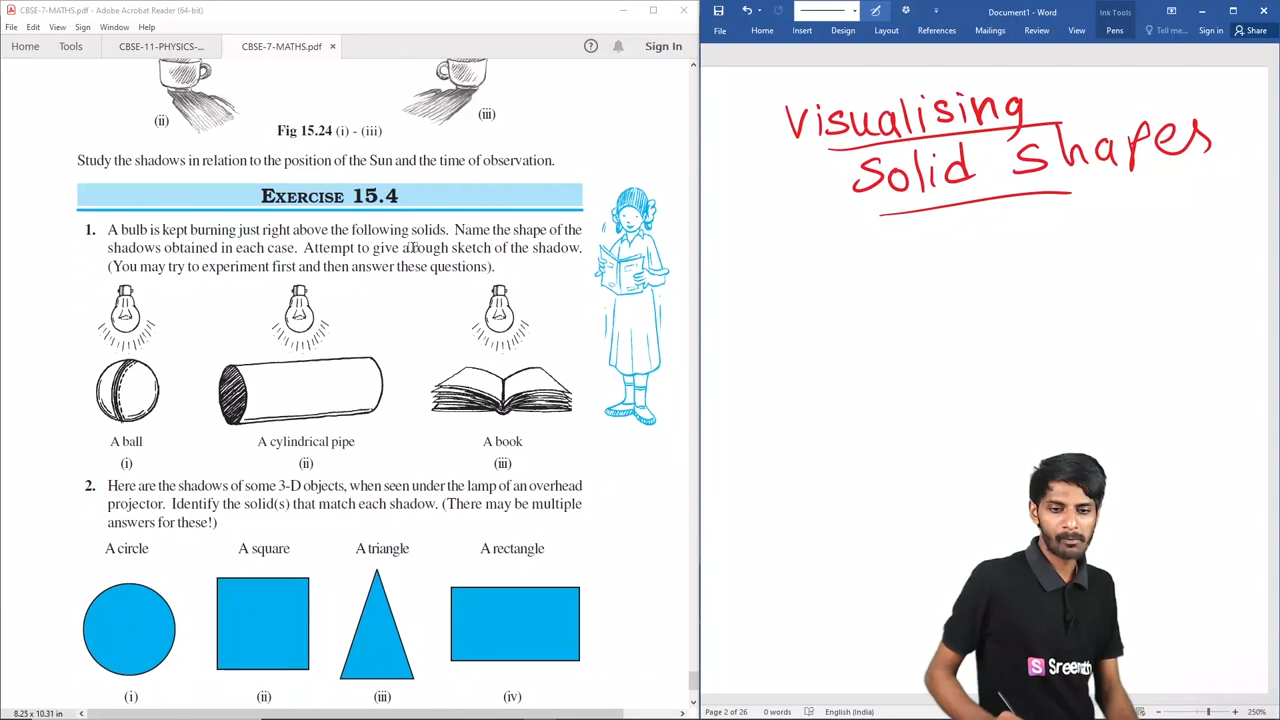 CBSE-7-MATHS.pdf - Adobe Acrobat Reader (64-bit)
File Edit View Sign Window Help
Home Tools CBSE-11-PHYSICS-... CBSE-7-MATHS.pdf × Sign In
(ii)
(iii)
Fig 15.24 (i) - (iii)
Study the shadows in relation to the position of the Sun and the time of observation.
EXERCISE 15.4
1. A bulb is kept burning just right above the following solids. Name the shape of the
shadows obtained in each case. Attempt to give a rough sketch of the shadow.
(You may try to experiment first and then answer these questions).
A ball A cylindrical pipe A book
(i) (ii) (iii)
2. Here are the shadows of some 3-D objects, when seen under the lamp of an overhead
projector. Identify the solid(s) that match each shadow. (There may be multiple
answers for these!)
A circle A square A triangle A rectangle
(i) (ii) (iii) (iv)
8.25 x 10.31 in
Document1 - Word Ink Tools
File Home Insert Design Layout References Mailings Review View Pens Tell me... Sign in Share
Visualising
Solid Shapes
S Sreemath
Page 2 of 26 0 words English (India) 250%